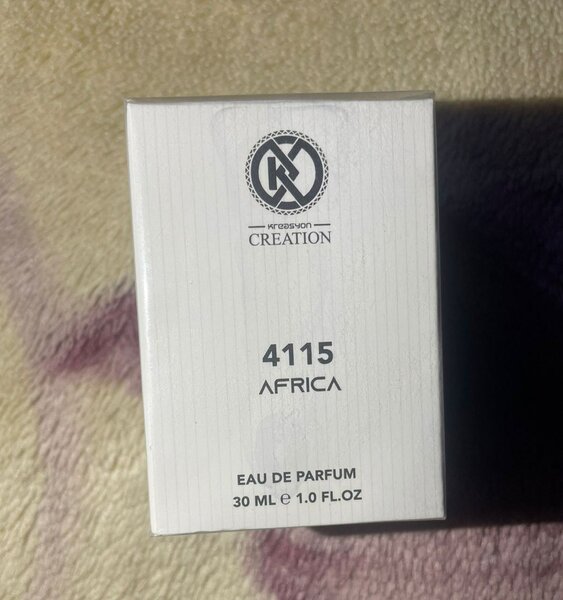 K
Kreasyon
CREATION
4115
AFRICA
EAU DE PARFUM
30 ML ℮ 1.0 FL.OZ